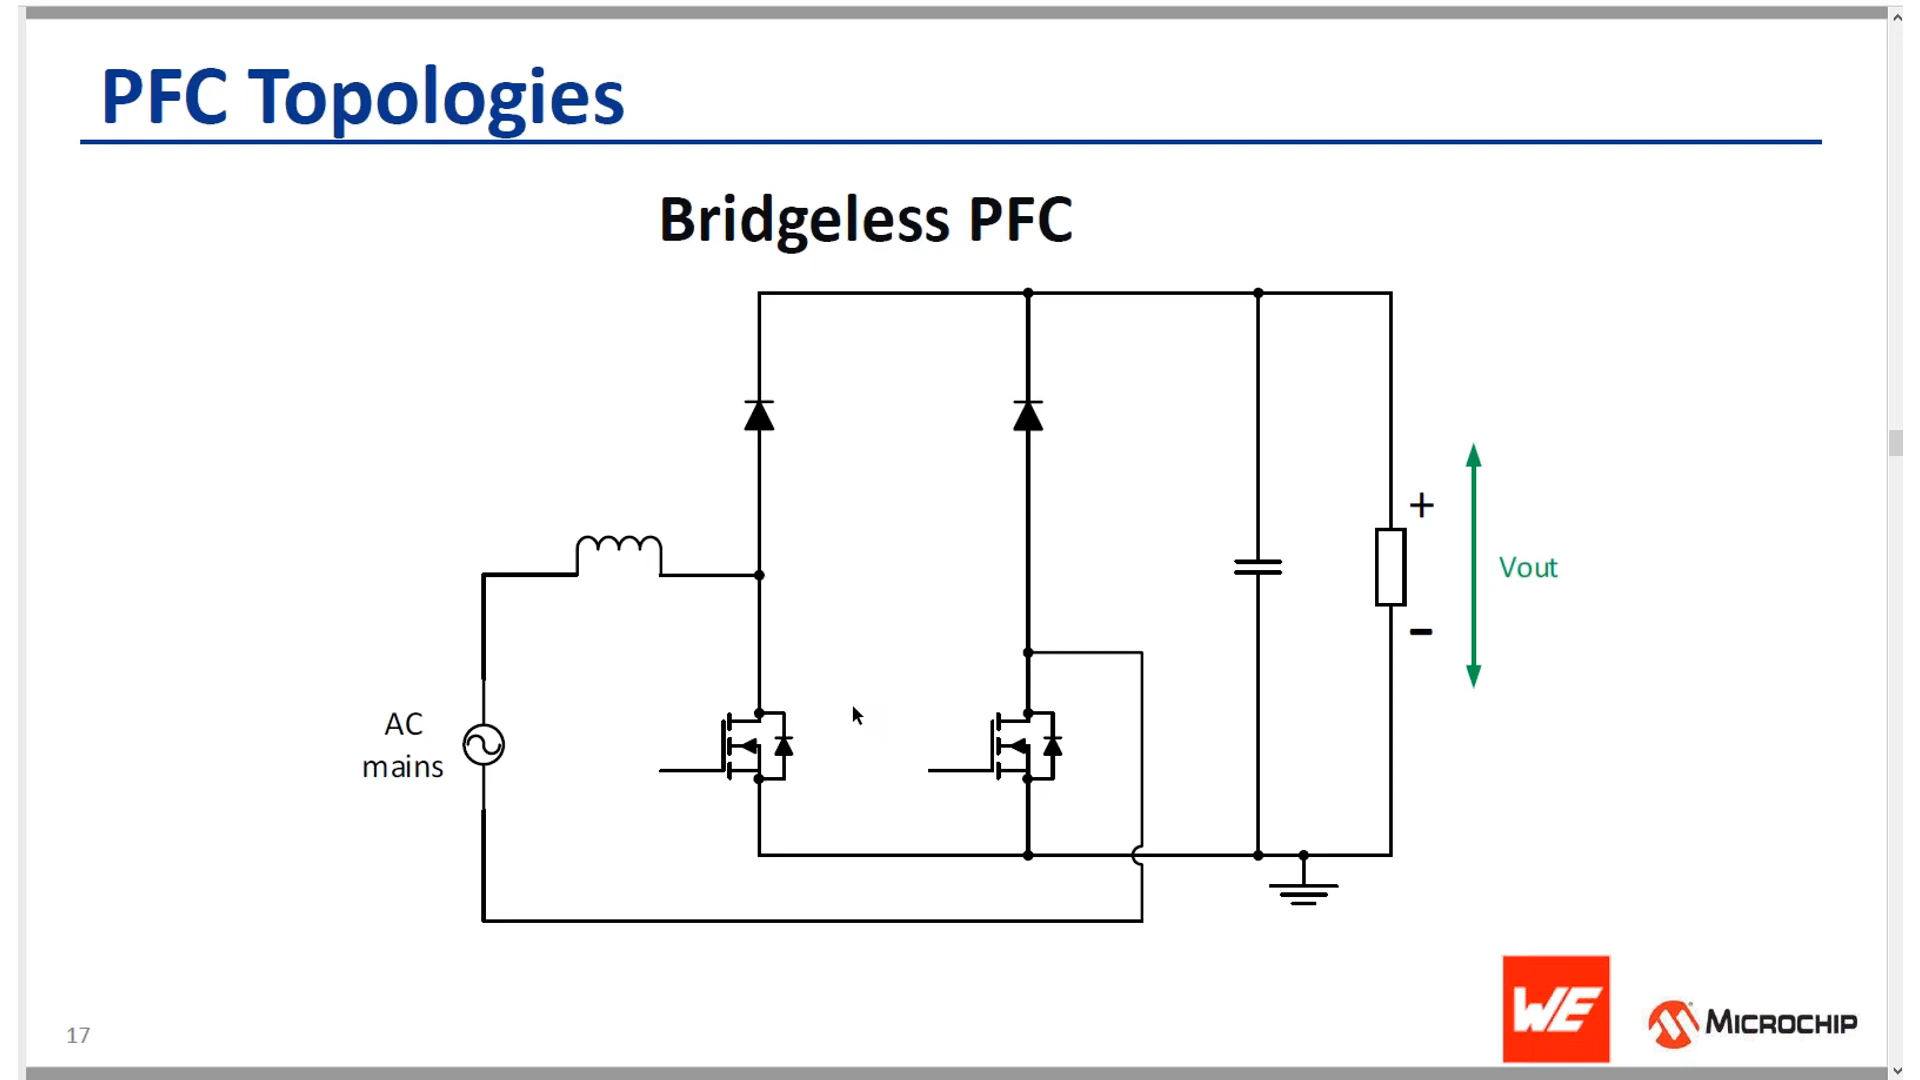 PFC Topologies
Bridgeless PFC
+
Vout
-
AC
mains
17
WE
MICROCHIP